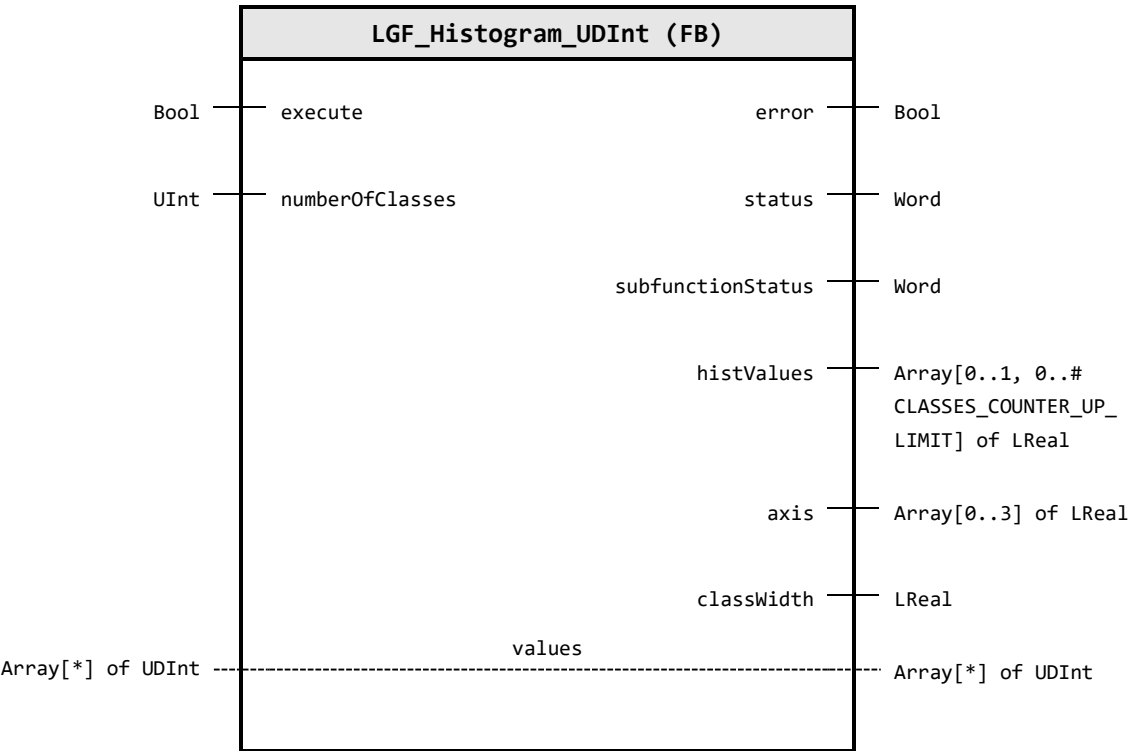 LGF_Histogram_UDInt (FB)
Bool execute error Bool
UInt numberOfClasses status Word
subfunctionStatus Word
histValues Array[0..1, 0..#
CLASSES_COUNTER_UP_
LIMIT] of LReal
axis Array[0..3] of LReal
classWidth LReal
values
Array[*] of UDInt Array[*] of UDInt